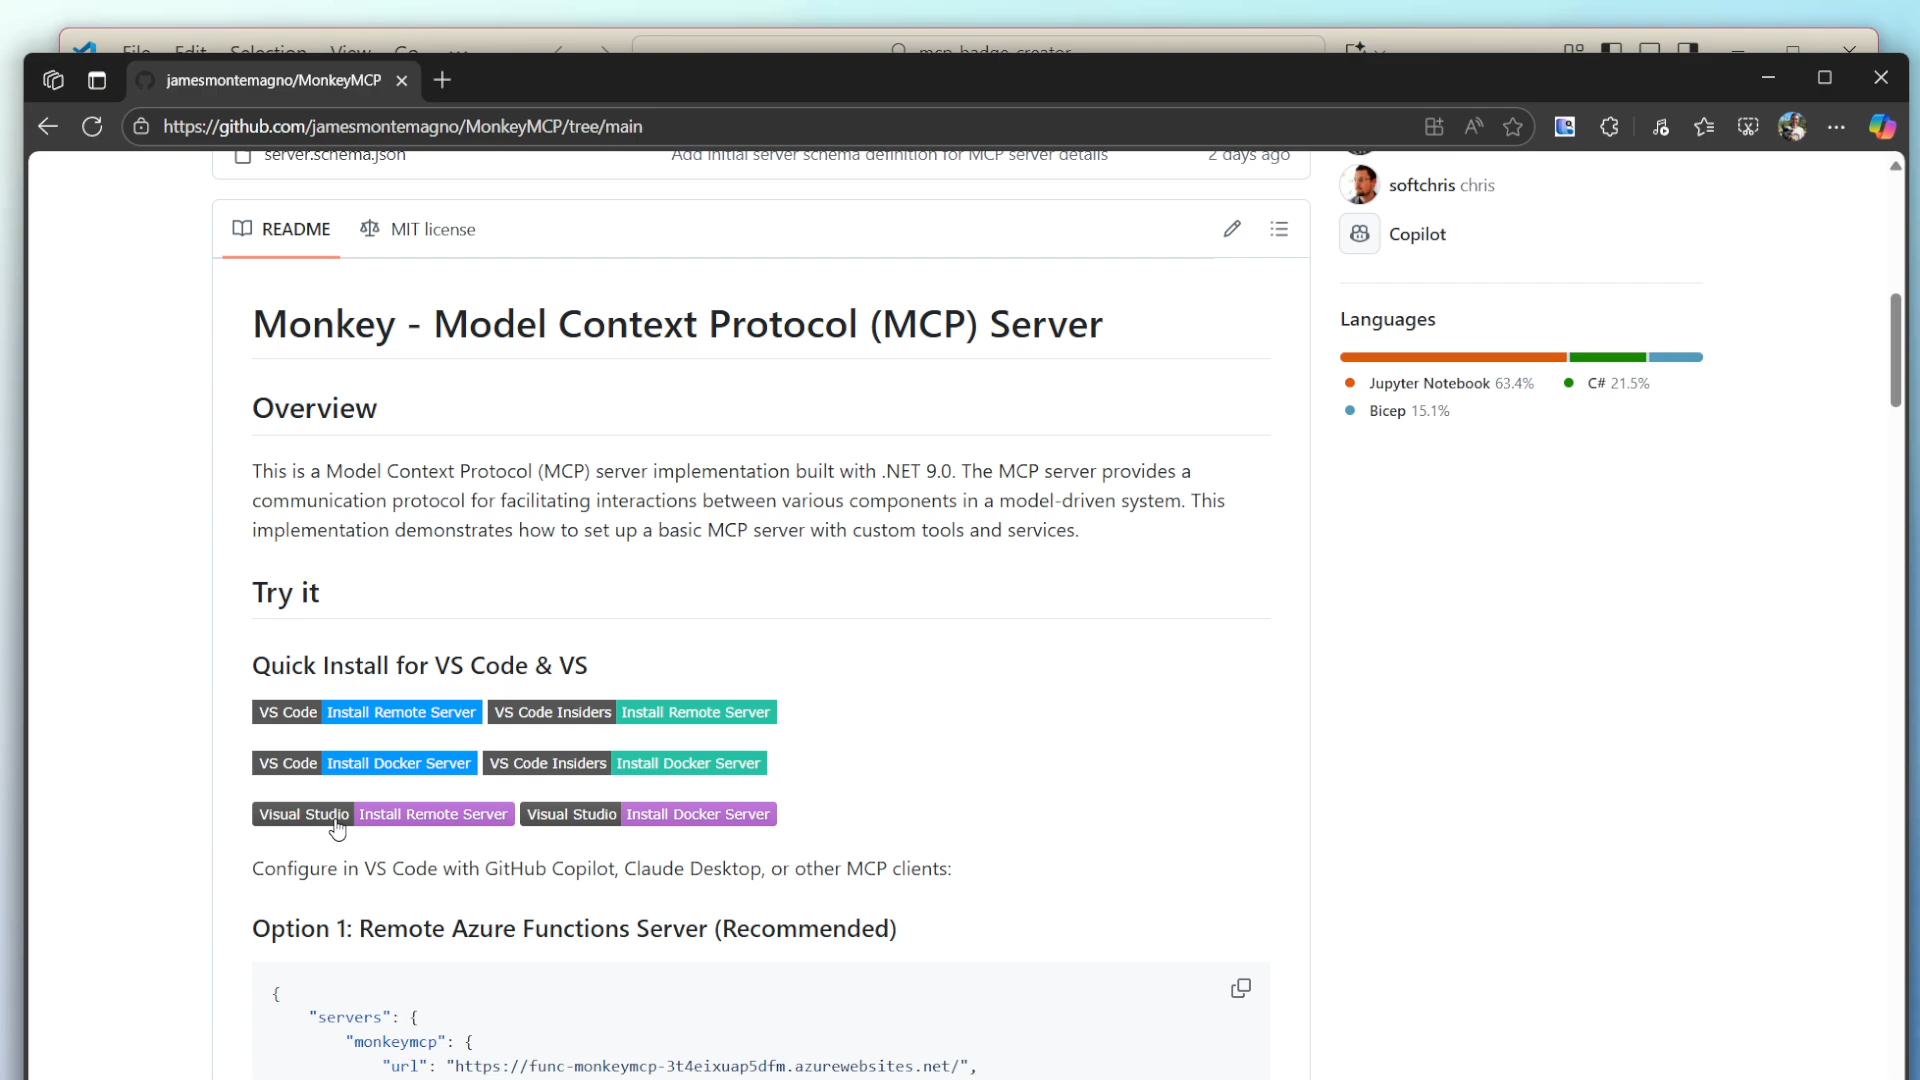 File Edit Selection View Go ... mcp-badge-creator
jamesmontemagno/MonkeyMCP
https://github.com/jamesmontemagno/MonkeyMCP/tree/main
server.schema.json Add initial server schema definition for MCP server details 2 days ago
softchris chris
README MIT license
Copilot
Monkey - Model Context Protocol (MCP) Server
Languages
Jupyter Notebook 63.4% C# 21.5%
Bicep 15.1%
Overview
This is a Model Context Protocol (MCP) server implementation built with .NET 9.0. The MCP server provides a
communication protocol for facilitating interactions between various components in a model-driven system. This
implementation demonstrates how to set up a basic MCP server with custom tools and services.
Try it
Quick Install for VS Code & VS
VS Code Install Remote Server VS Code Insiders Install Remote Server
VS Code Install Docker Server VS Code Insiders Install Docker Server
Visual Studio Install Remote Server Visual Studio Install Docker Server
Configure in VS Code with GitHub Copilot, Claude Desktop, or other MCP clients:
Option 1: Remote Azure Functions Server (Recommended)
{
"servers": {
"monkeymcp": {
"url": "https://func-monkeymcp-3t4eixuap5dfm.azurewebsites.net/",